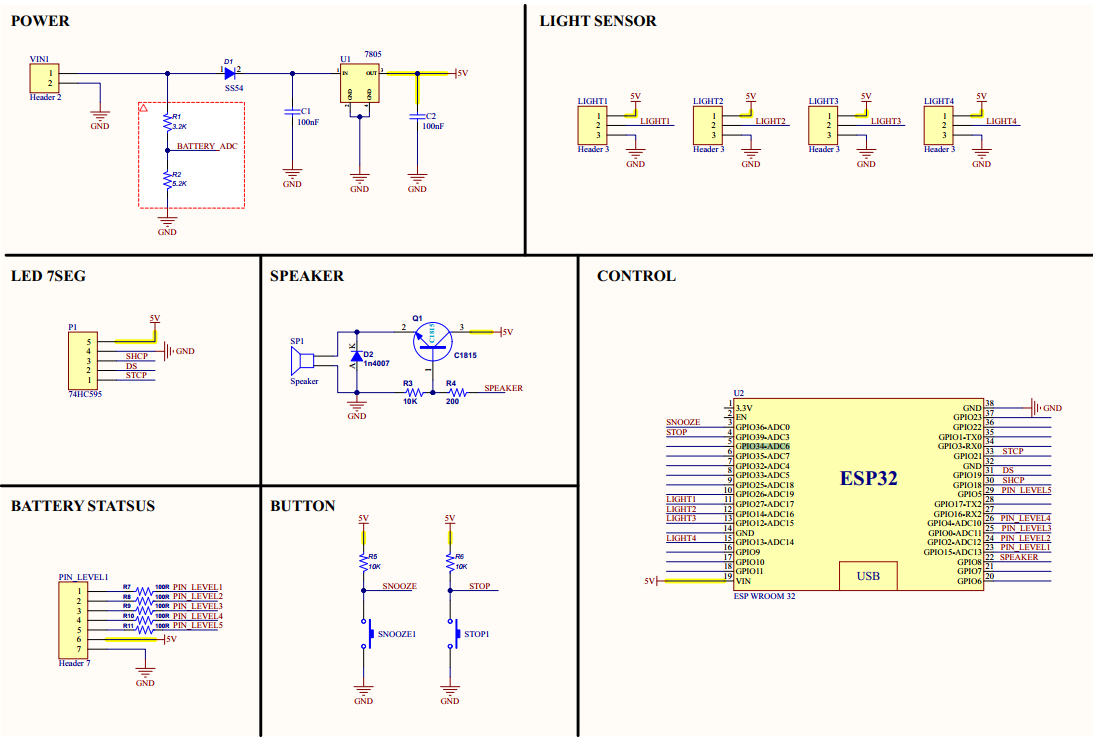 POWER
VIN1
1
2
Header 2
GND
D1
1
2
SS54
R1
3.2K
BATTERY_ADC
R2
5.2K
GND
C1
100nF
GND
U1
7805
1
IN
OUT
3
GND
GND
2
4
GND
5V
C2
100nF
GND
LIGHT SENSOR
LIGHT1
1
2
3
Header 3
5V
LIGHT1
GND
LIGHT2
1
2
3
Header 3
5V
LIGHT2
GND
LIGHT3
1
2
3
Header 3
5V
LIGHT3
GND
LIGHT4
1
2
3
Header 3
5V
LIGHT4
GND
LED 7SEG
P1
5
4
3
2
1
74HC595
5V
GND
SHCP
DS
STCP
SPEAKER
SP1
Speaker
K
A
D2
1n4007
GND
Q1
2
3
1
C1815
C1815
5V
R3
10K
R4
200
SPEAKER
BATTERY STATSUS
PIN_LEVEL1
1
2
3
4
5
6
7
Header 7
R7 100R PIN_LEVEL1
R8 100R PIN_LEVEL2
R9 100R PIN_LEVEL3
R10 100R PIN_LEVEL4
R11 100R PIN_LEVEL5
5V
GND
BUTTON
5V
R5
10K
SNOOZE
SNOOZE1
GND
5V
R6
10K
STOP
STOP1
GND
CONTROL
U2
1 3.3V
2 EN
SNOOZE 3 GPIO36-ADC0
STOP 4 GPIO39-ADC3
5 GPIO34-ADC6
6 GPIO35-ADC7
7 GPIO32-ADC4
8 GPIO33-ADC5
9 GPIO25-ADC18
10 GPIO26-ADC19
LIGHT1 11 GPIO27-ADC17
LIGHT2 12 GPIO14-ADC16
LIGHT3 13 GPIO12-ADC15
14 GND
LIGHT4 15 GPIO13-ADC14
16 GPIO9
17 GPIO10
18 GPIO11
5V 19 VIN
ESP32
USB
GND 38 GND
GPIO23 37
GPIO22 36
GPIO1-TX0 35
GPIO3-RX0 34
GPIO21 33 STCP
GND 32
GPIO19 31 DS
GPIO18 30 SHCP
GPIO5 29 PIN_LEVEL5
GPIO17-TX2 28
GPIO16-RX2 27
GPIO4-ADC10 26 PIN_LEVEL4
GPIO0-ADC11 25 PIN_LEVEL3
GPIO2-ADC12 24 PIN_LEVEL2
GPIO15-ADC13 23 PIN_LEVEL1
GPIO8 22 SPEAKER
GPIO7 21
GPIO6 20
ESP WROOM 32